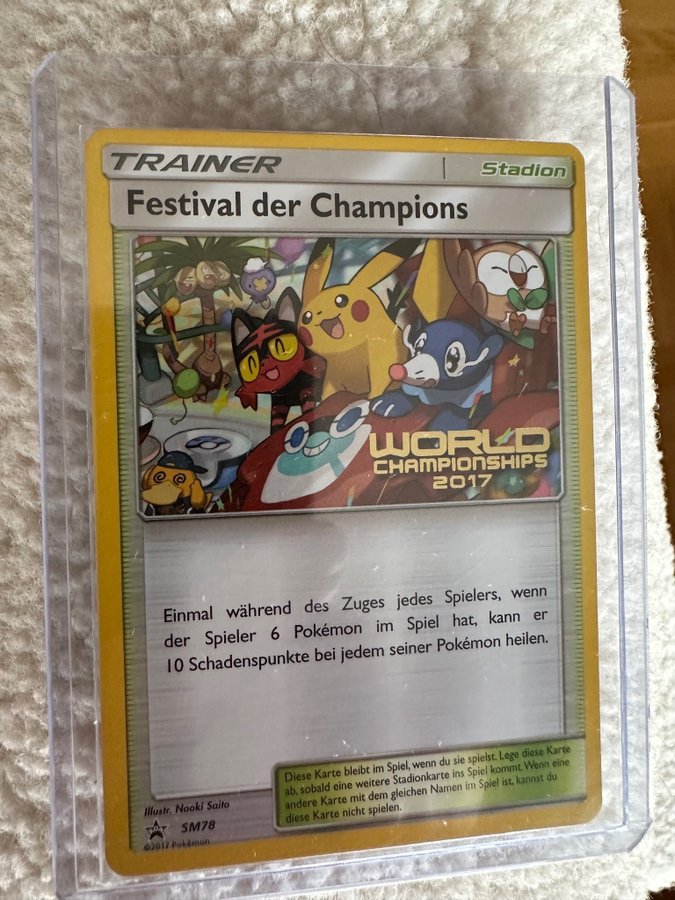 TRAINER
Stadion
Festival der Champions
WORLD
CHAMPIONSHIPS
2017
Einmal während des Zuges jedes Spielers, wenn
der Spieler 6 Pokémon im Spiel hat, kann er
10 Schadenspunkte bei jedem seiner Pokémon heilen.
Diese Karte bleibt im Spiel, wenn du sie spielst. Lege diese Karte
ab, sobald eine weitere Stadionkarte ins Spiel kommt. Wenn eine
andere Karte mit dem gleichen Namen im Spiel ist, kannst du
diese Karte nicht spielen.
Illustr. Naoki Saito
SM78
©2017 Pokémon